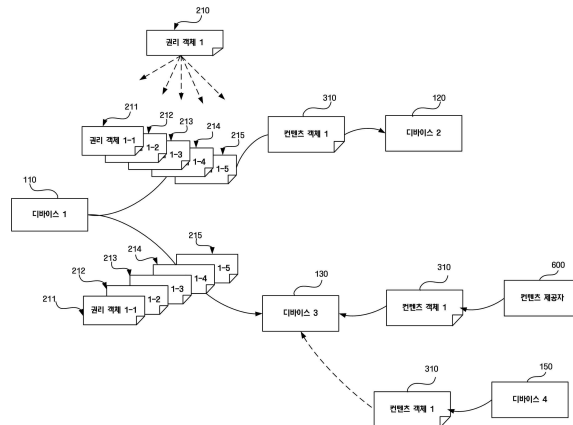 210
권리 객체 1
211
212
213
214
215
권리 객체 1-1
1-2
1-3
1-4
1-5
310
컨텐츠 객체 1
120
디바이스 2
110
디바이스 1
215
214
213
212
211
1-5
1-4
1-3
1-2
권리 객체 1-1
130
디바이스 3
310
컨텐츠 객체 1
600
컨텐츠 제공자
310
컨텐츠 객체 1
150
디바이스 4